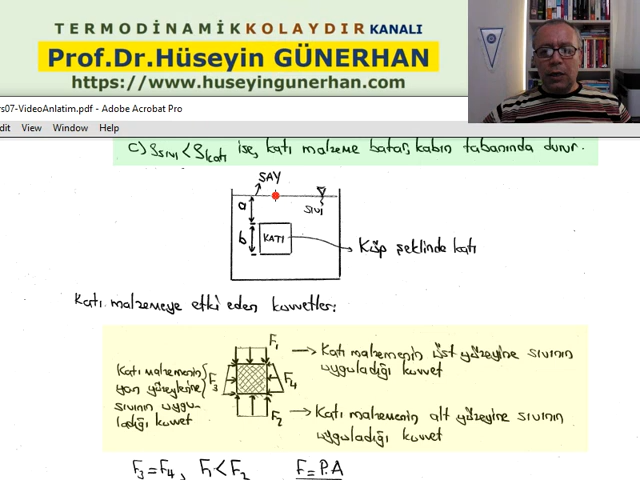 TERMODİNAMİKKOLAYDIR KANALI
Prof.Dr.Hüseyin GÜNERHAN
https://www.huseyingunerhan.com
rs07-VideoAnlatim.pdf - Adobe Acrobat Pro
dit View Window Help
c) ρsıvı < ρkatı ise, katı malzeme batar, kabın tabanında durur.
SAY
a
SIVI
b
KATI
Küp şeklinde katı
Katı malzemeye etki eden kuvvetler:
F1
Katı malzemenin üst yüzeyine sıvının
uyguladığı kuvvet
Katı malzemenin
yan yüzeylerine
sıvının uygu-
ladığı kuvvet
F3
F4
F2
Katı malzemenin alt yüzeyine sıvının
uyguladığı kuvvet
F3=F4, F1<F2 F=P.A